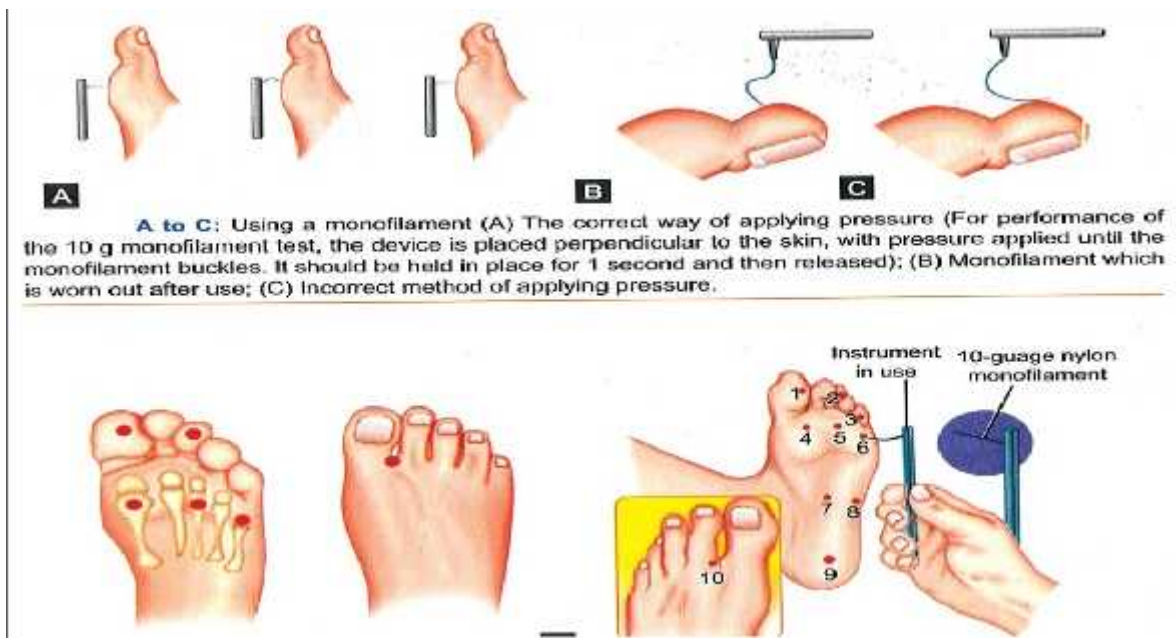 A
B
C
A to C: Using a monofilament (A) The correct way of applying pressure (For performance of
the 10 g monofilament test, the device is placed perpendicular to the skin, with pressure applied until the
monofilament buckles. It should be held in place for 1 second and then released); (B) Monofilament which
is worn out after use; (C) Incorrect method of applying pressure.
Instrument
in use
10-guage nylon
monofilament
1
2
3
4
5
6
7
8
9
10